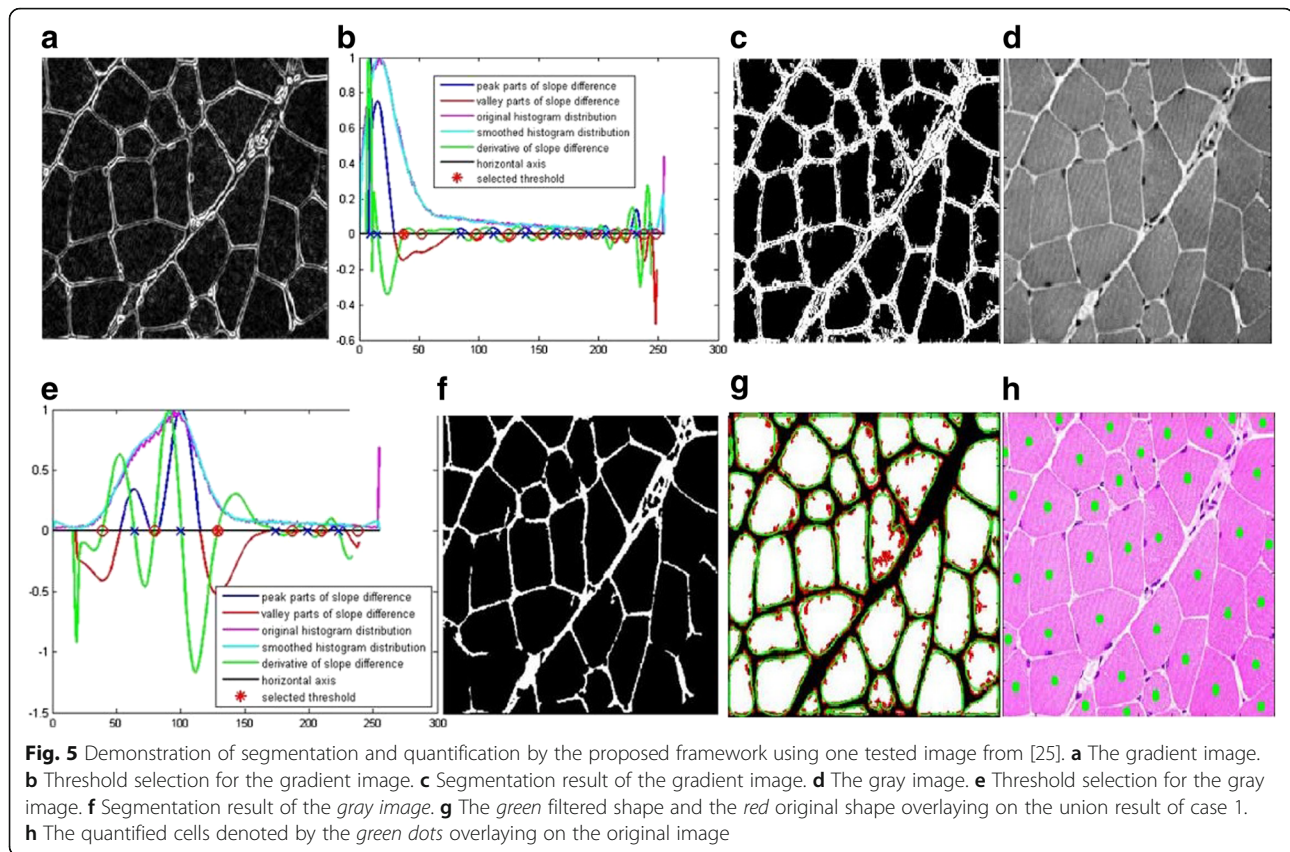 a
b
c
d
1
0.8
0.6
0.4
0.2
0
-0.2
-0.4
-0.6
0
50
100
150
200
250
300
peak parts of slope difference
valley parts of slope difference
original histogram distribution
smoothed histogram distribution
derivative of slope difference
horizontal axis
selected threshold
e
f
g
h
1
0.5
0
-0.5
-1
-1.5
0
50
100
150
200
250
300
peak parts of slope difference
valley parts of slope difference
original histogram distribution
smoothed histogram distribution
derivative of slope difference
horizontal axis
selected threshold
Fig. 5 Demonstration of segmentation and quantification by the proposed framework using one tested image from [25]. a The gradient image.
b Threshold selection for the gradient image. c Segmentation result of the gradient image. d The gray image. e Threshold selection for the gray
image. f Segmentation result of the gray image. g The green filtered shape and the red original shape overlaying on the union result of case 1.
h The quantified cells denoted by the green dots overlaying on the original image